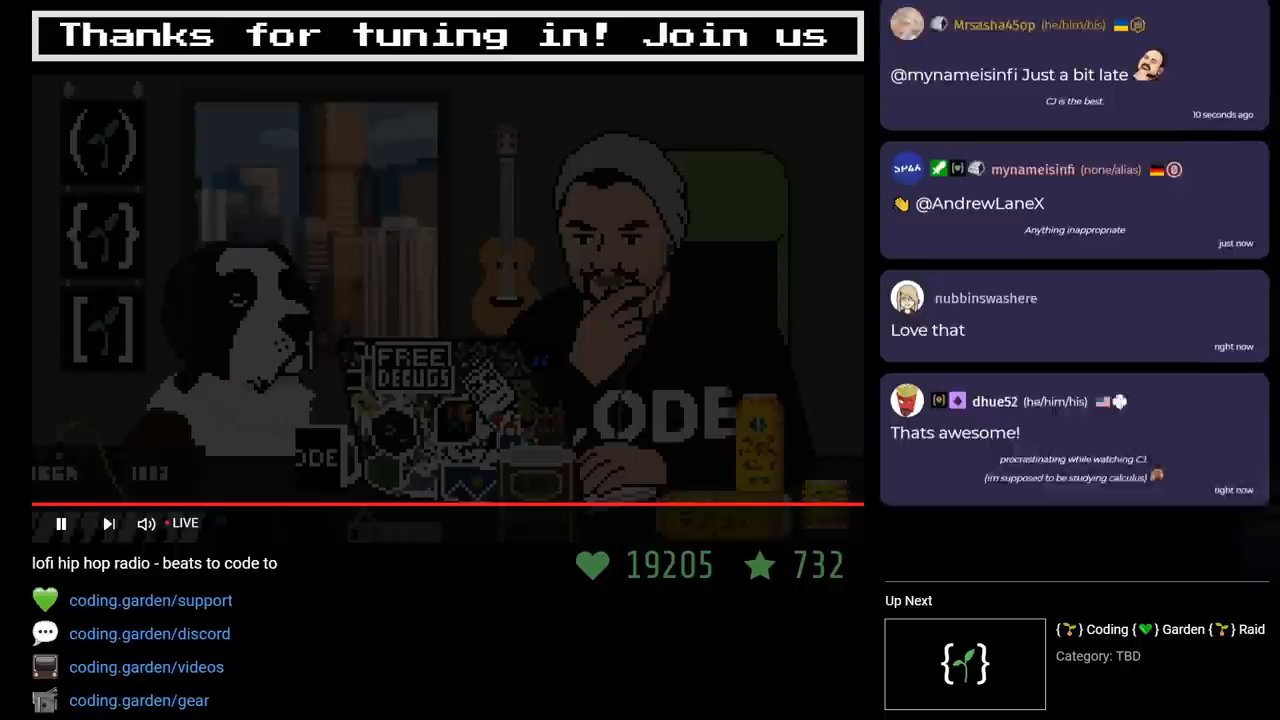 Thanks for tuning in! Join us
FREE
DECUGS
.ODE
ODE
LIVE
lofi hip hop radio - beats to code to
19205
732
coding.garden/support
coding.garden/discord
coding.garden/videos
coding.garden/gear
Mrsasha45op (he/him/his)
@mynameisinfi Just a bit late
CJ is the best.
10 seconds ago
mynameisinfi (none/alias)
👋 @AndrewLaneX
Anything inappropriate
just now
nubbinswashere
Love that
right now
dhue52 (he/him/his)
Thats awesome!
procrastinating while watching CJ.
(im supposed to be studying calculus)
right now
Up Next
{🌱} Coding {💚} Garden {🌱} Raid
Category: TBD